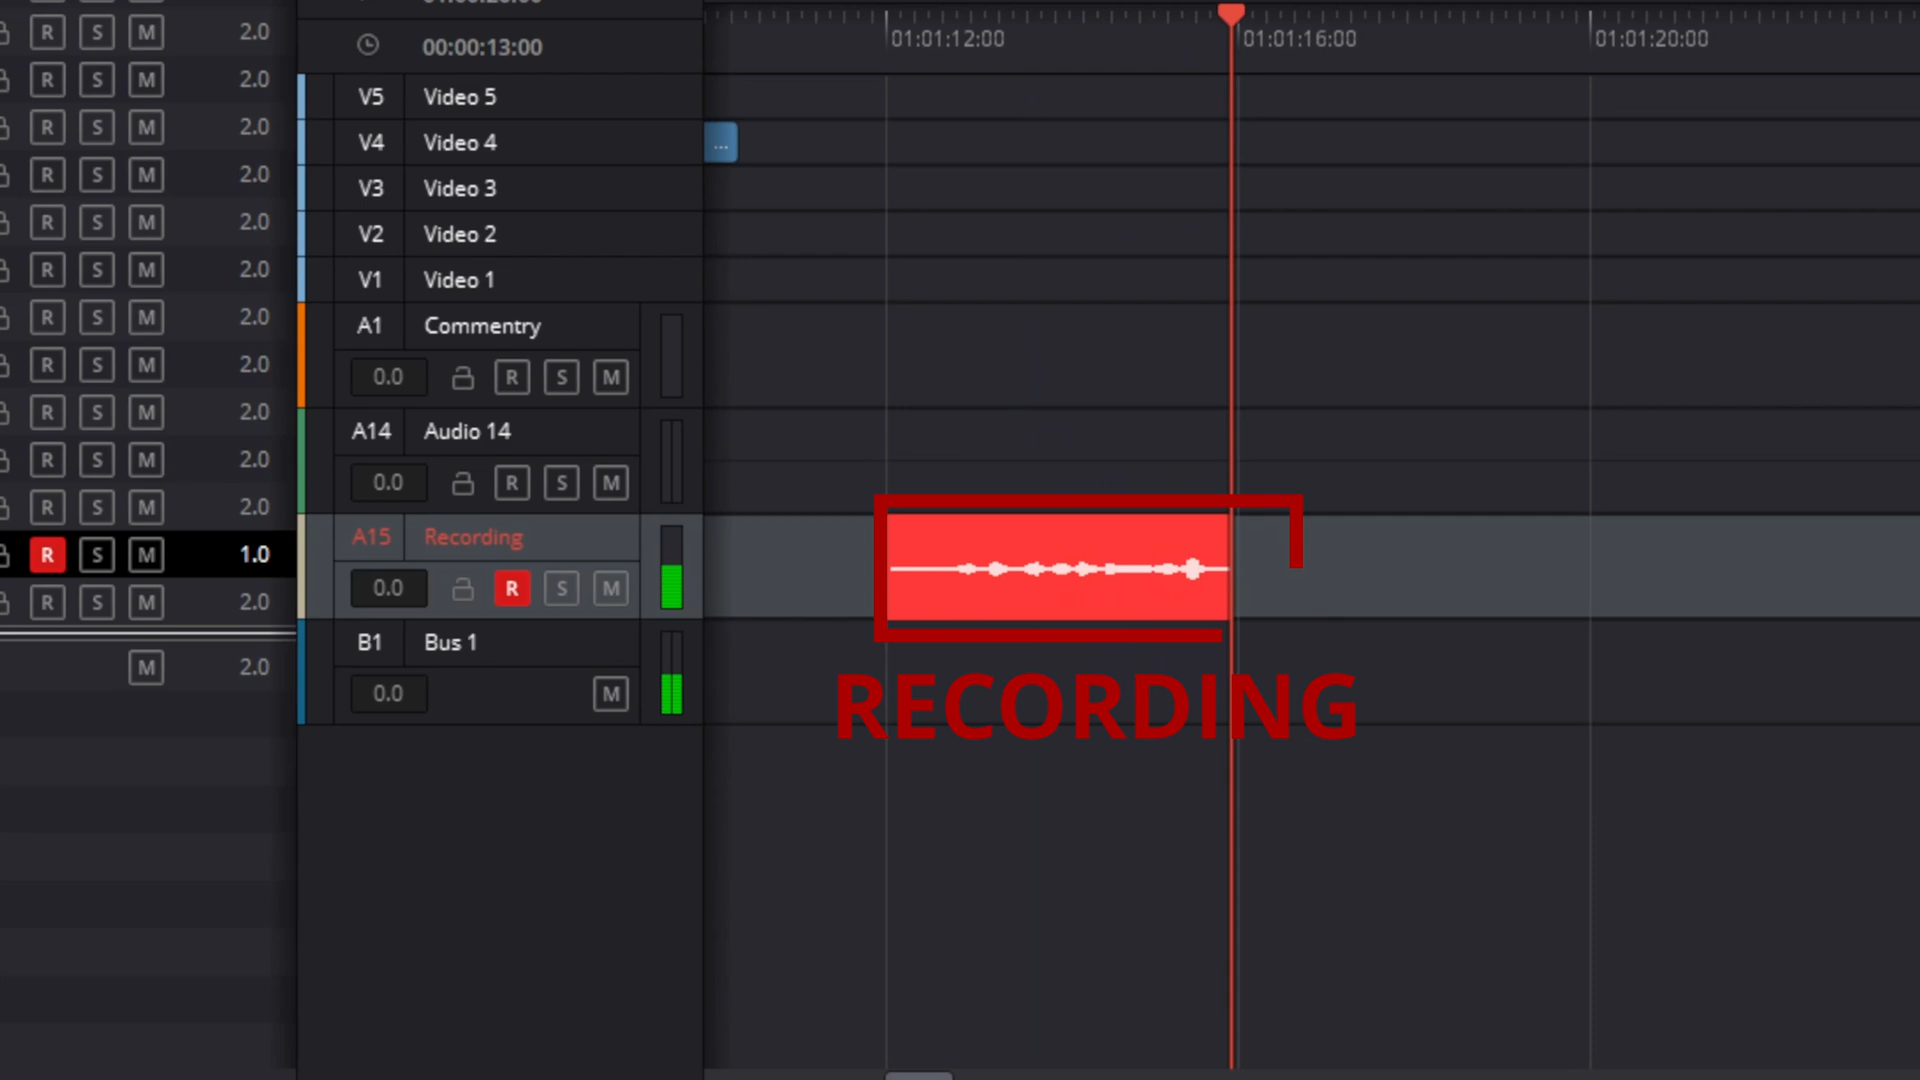 R S M 2.0
R S M 2.0
R S M 2.0
R S M 2.0
R S M 2.0
R S M 2.0
R S M 2.0
R S M 2.0
R S M 2.0
R S M 2.0
R S M 2.0
R S M 1.0
R S M 2.0
M 2.0
00:00:13:00
V5 Video 5
V4 Video 4
V3 Video 3
V2 Video 2
V1 Video 1
A1 Commentry
0.0 R S M
A14 Audio 14
0.0 R S M
A15 Recording
0.0 R S M
B1 Bus 1
0.0 M
01:01:12:00 01:01:16:00 01:01:20:00
...
RECORDING